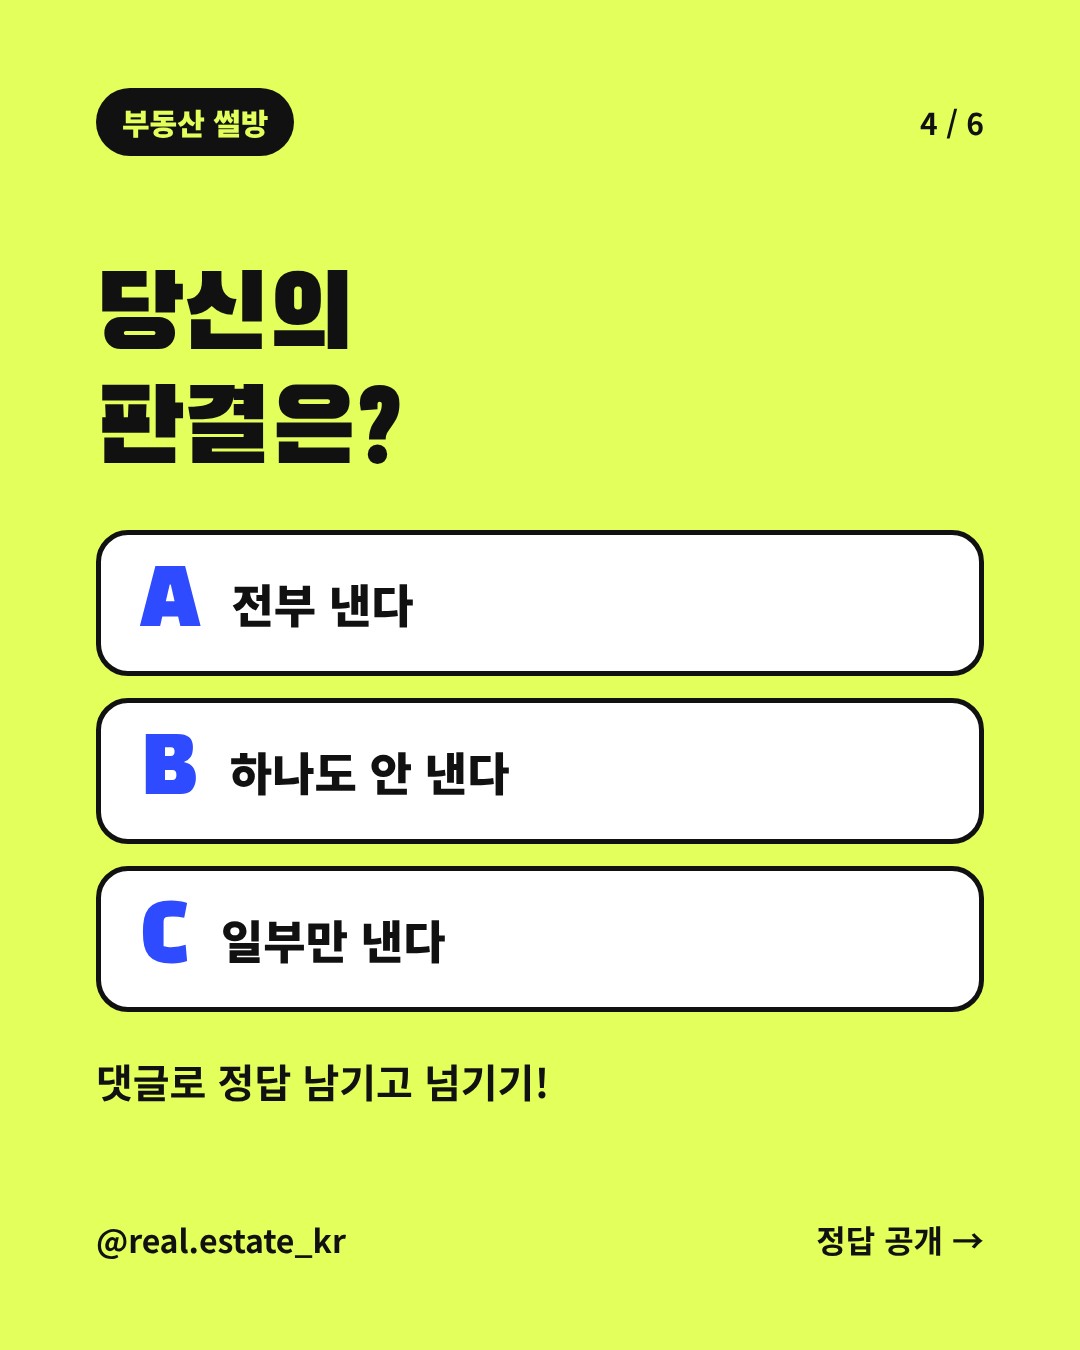 부동산 썰방
4 / 6
당신의
판결은?
A 전부 낸다
B 하나도 안 낸다
C 일부만 낸다
댓글로 정답 남기고 넘기기!
@real.estate_kr
정답 공개 →